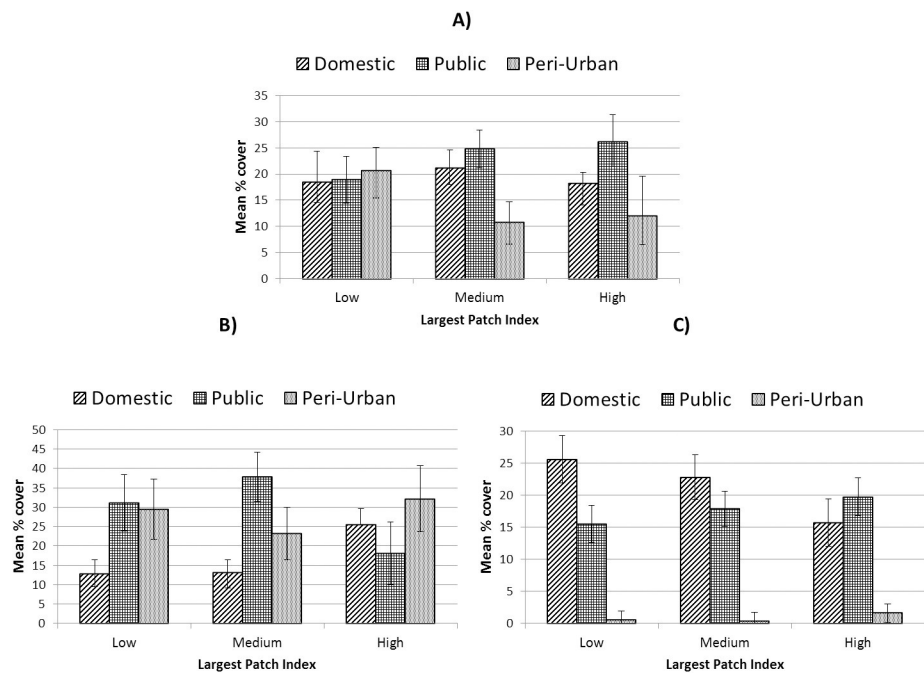 A)
Domestic Public Peri-Urban
35
30
25
20
15
10
5
0
Mean % cover
Low Medium High
Largest Patch Index
B)
Domestic Public Peri-Urban
50
45
40
35
30
25
20
15
10
5
0
Mean % cover
Low Medium High
Largest Patch Index
C)
Domestic Public Peri-Urban
30
25
20
15
10
5
0
Mean % cover
Low Medium High
Largest Patch Index